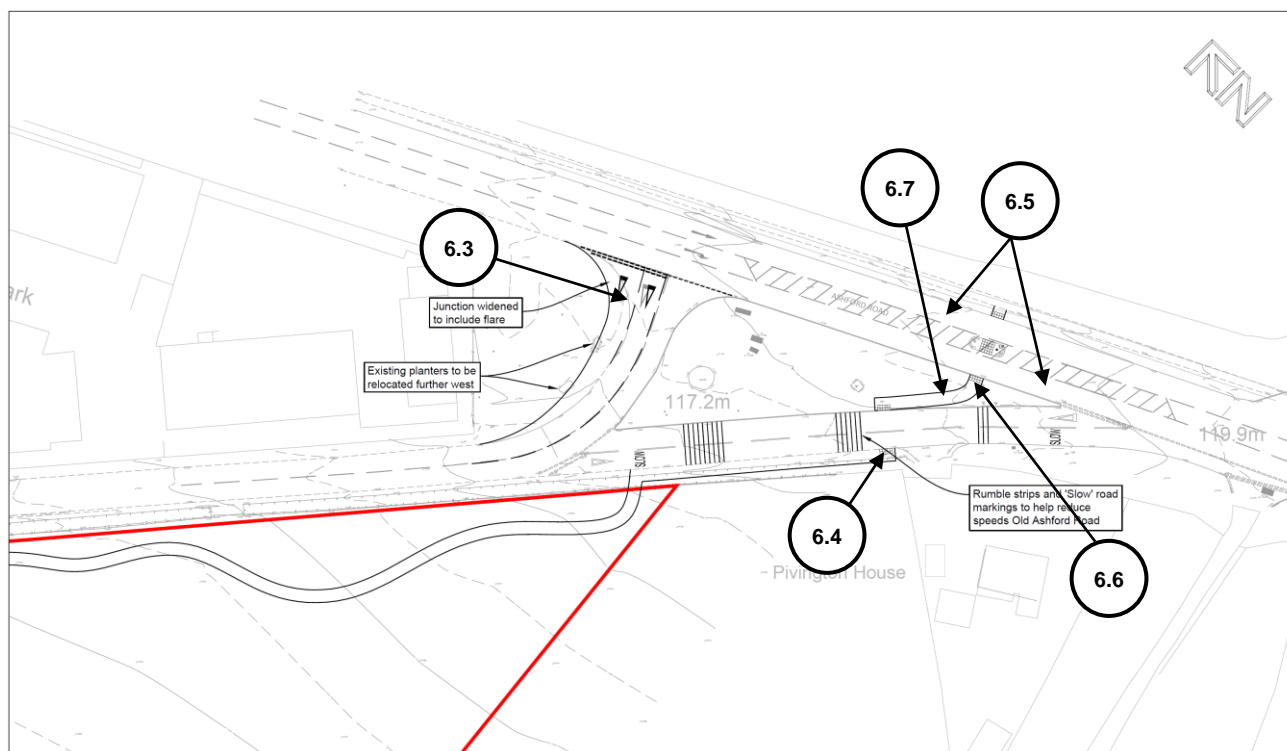 N
6.7
6.5
6.3
ark
Junction widened
to include flare
ASHFORD ROAD
Existing planters to be
relocated further west
117.2m
119.9m
SLOW
SLOW
Rumble strips and 'Slow' road
markings to help reduce
speeds Old Ashford Road
6.4
Pivington House
6.6